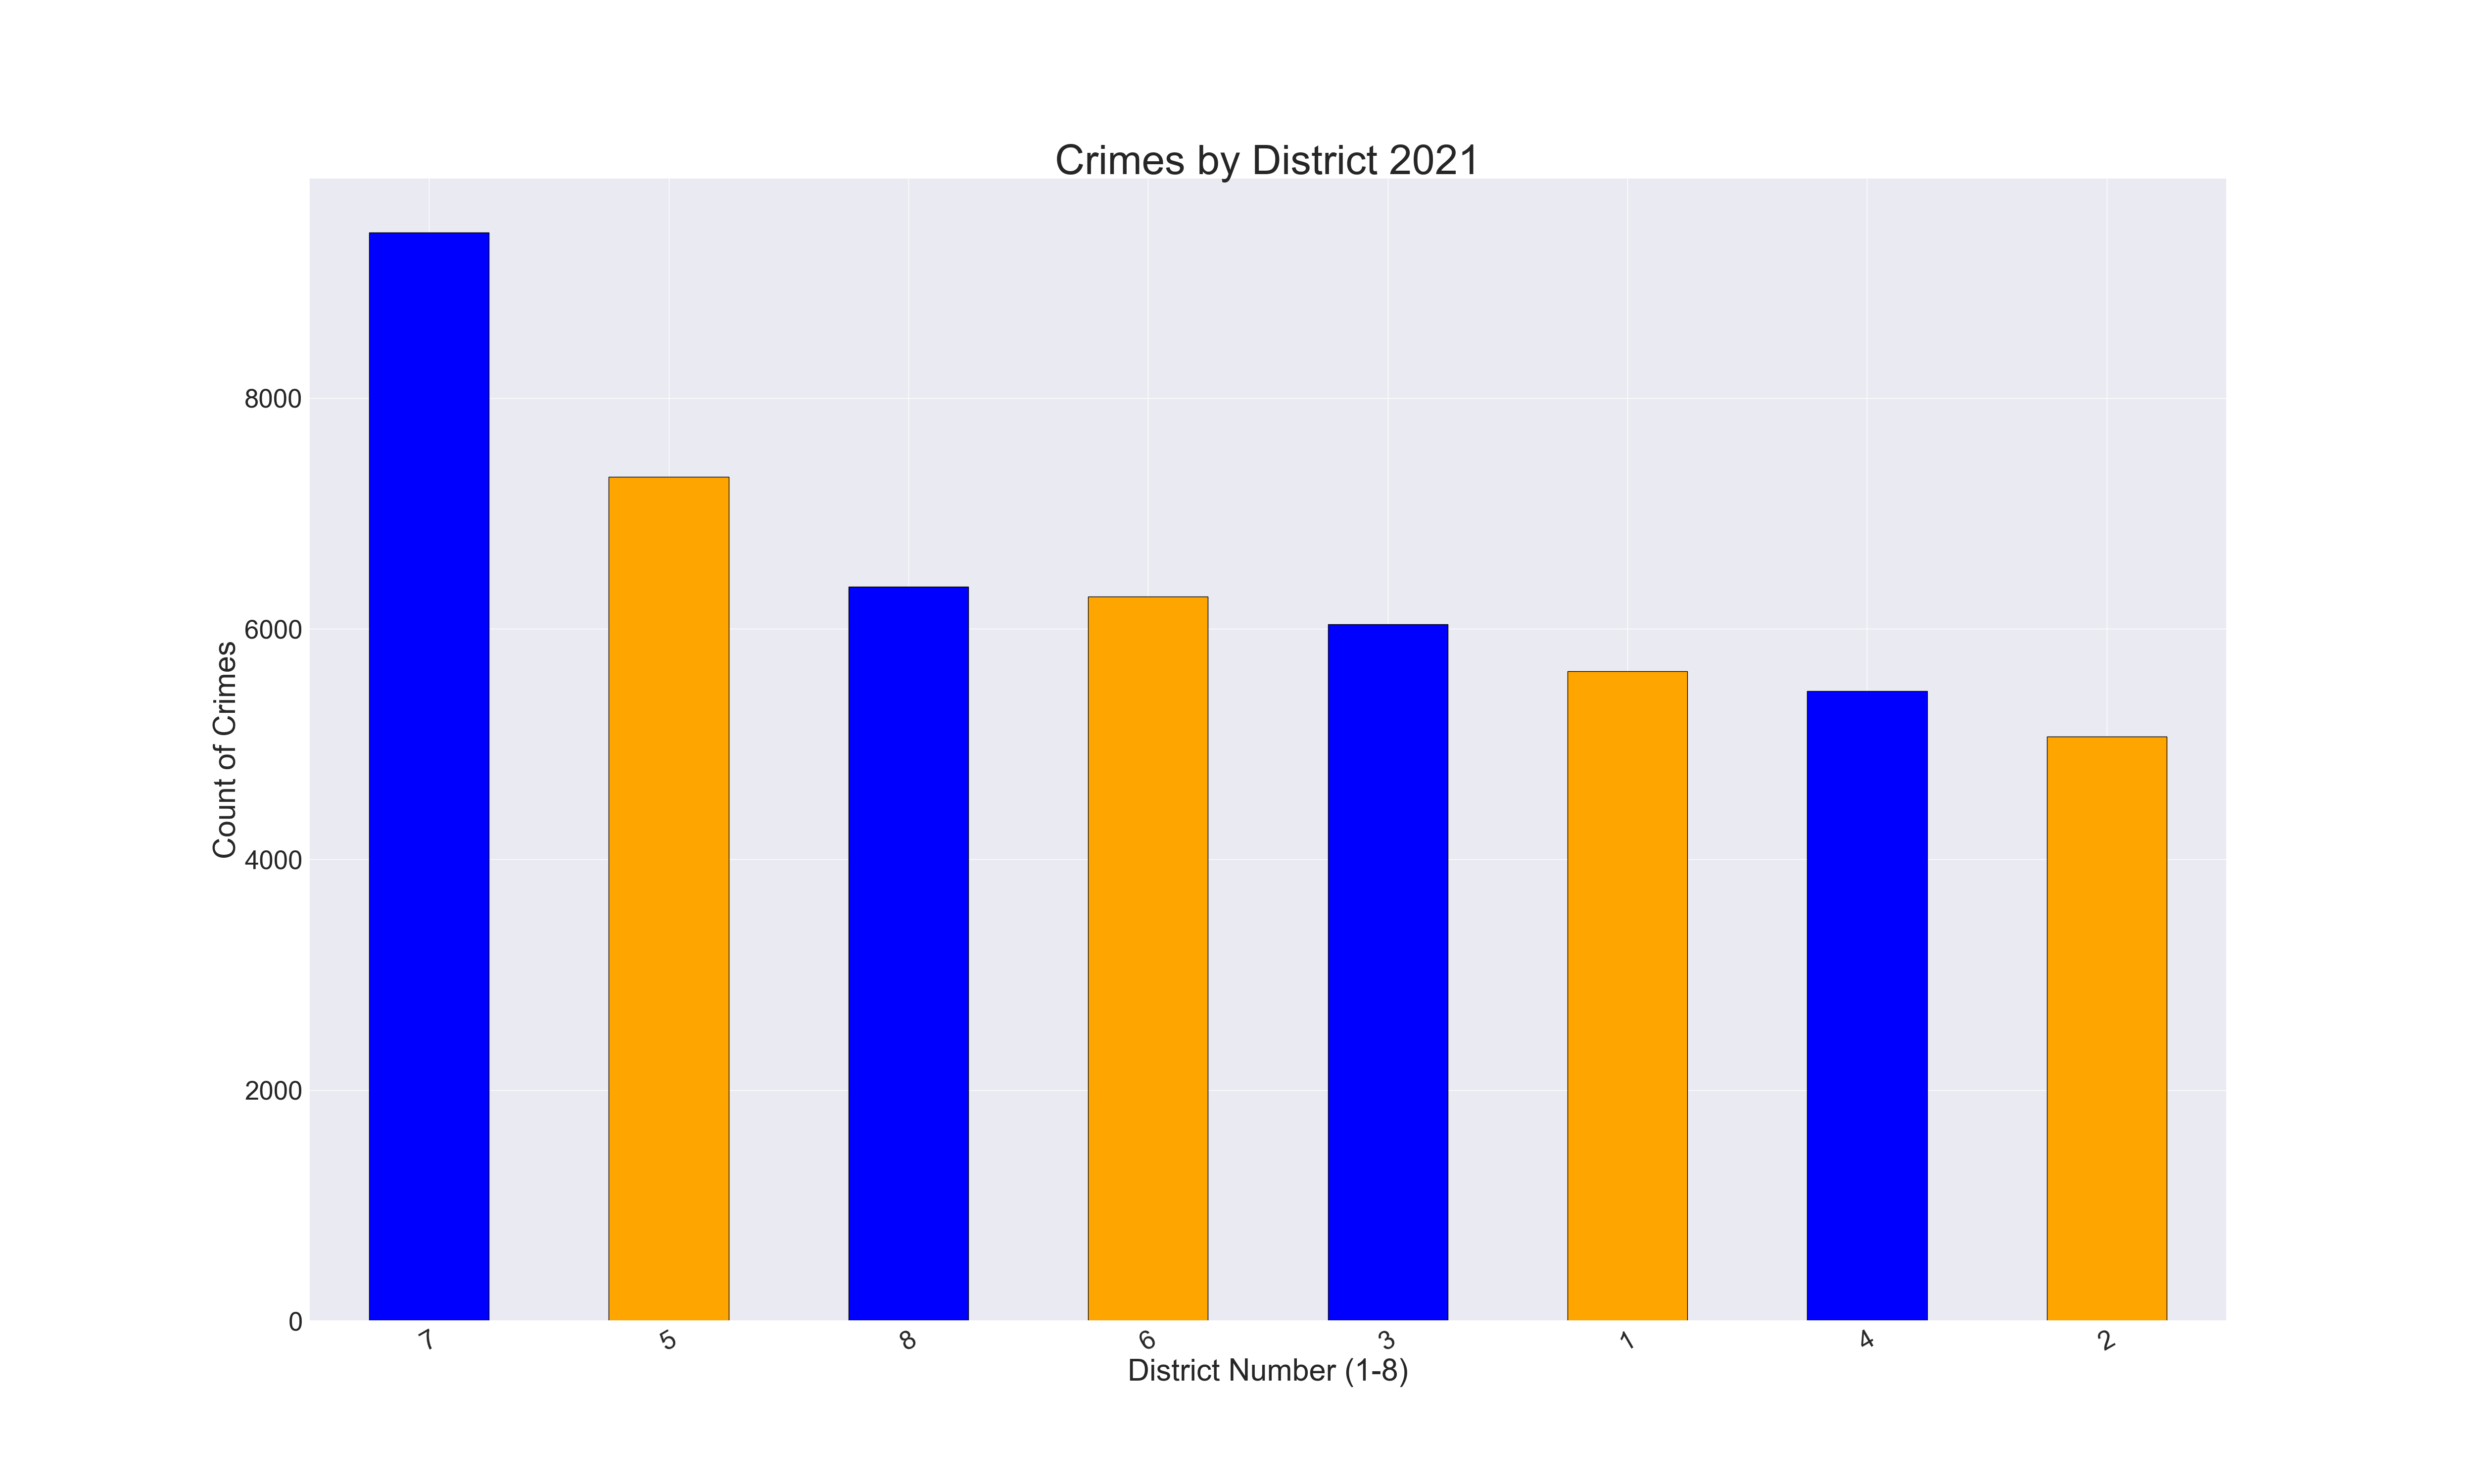 Crimes by District 2021
Count of Crimes
8000
6000
4000
2000
0
7 5 8 6 3 1 4 2
District Number (1-8)